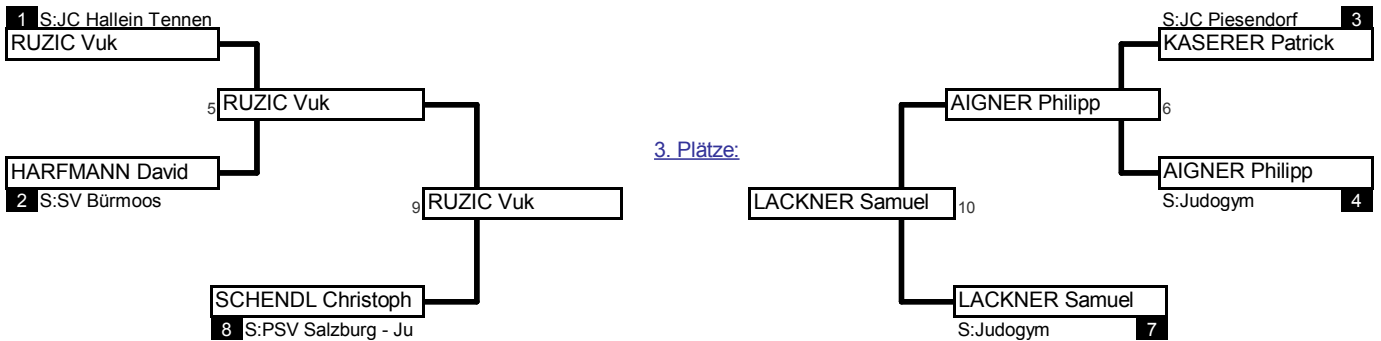 1 S:JC Hallein Tennen
RUZIC Vuk
S:JC Piesendorf 3
KASERER Patrick
5 RUZIC Vuk
AIGNER Philipp 6
3. Plätze:
HARFMANN David
2 S:SV Bürmoos
AIGNER Philipp
S:Judogym 4
9 RUZIC Vuk
LACKNER Samuel 10
SCHENDL Christoph
8 S:PSV Salzburg - Ju
LACKNER Samuel
S:Judogym 7